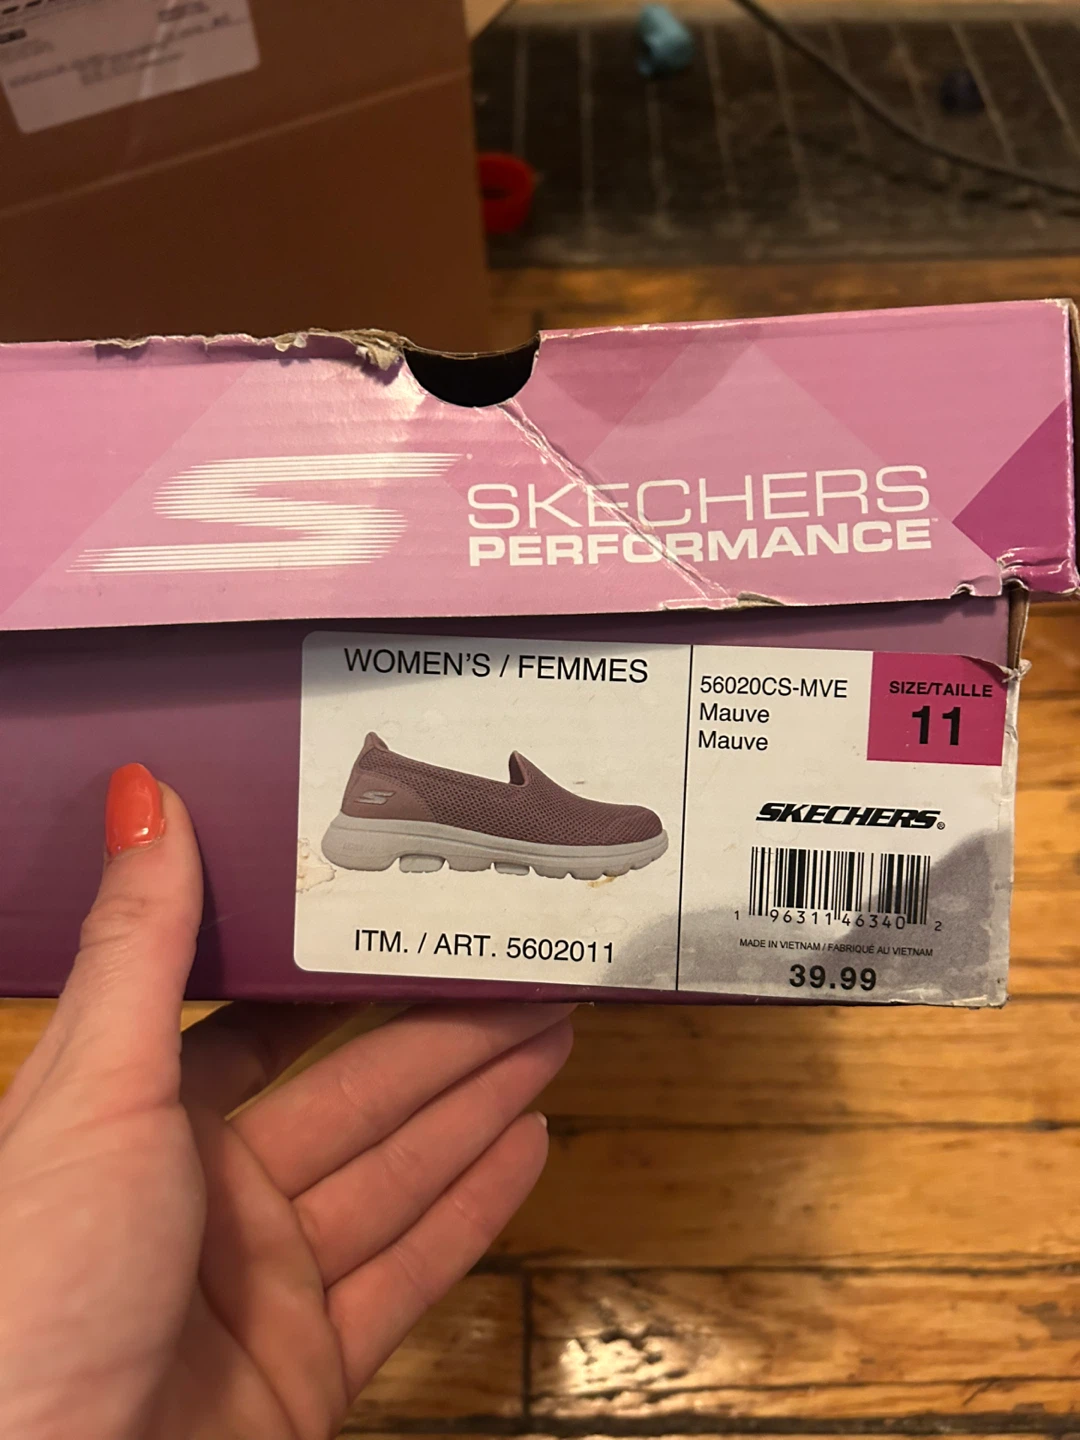 SKECHERS
PERFORMANCE™
WOMEN'S / FEMMES
ITM. / ART. 5602011
56020CS-MVE
Mauve
Mauve
SIZE/TAILLE
11
SKECHERS®
1 96311 46340 2
MADE IN VIETNAM / FABRIQUÉ AU VIETNAM
39.99